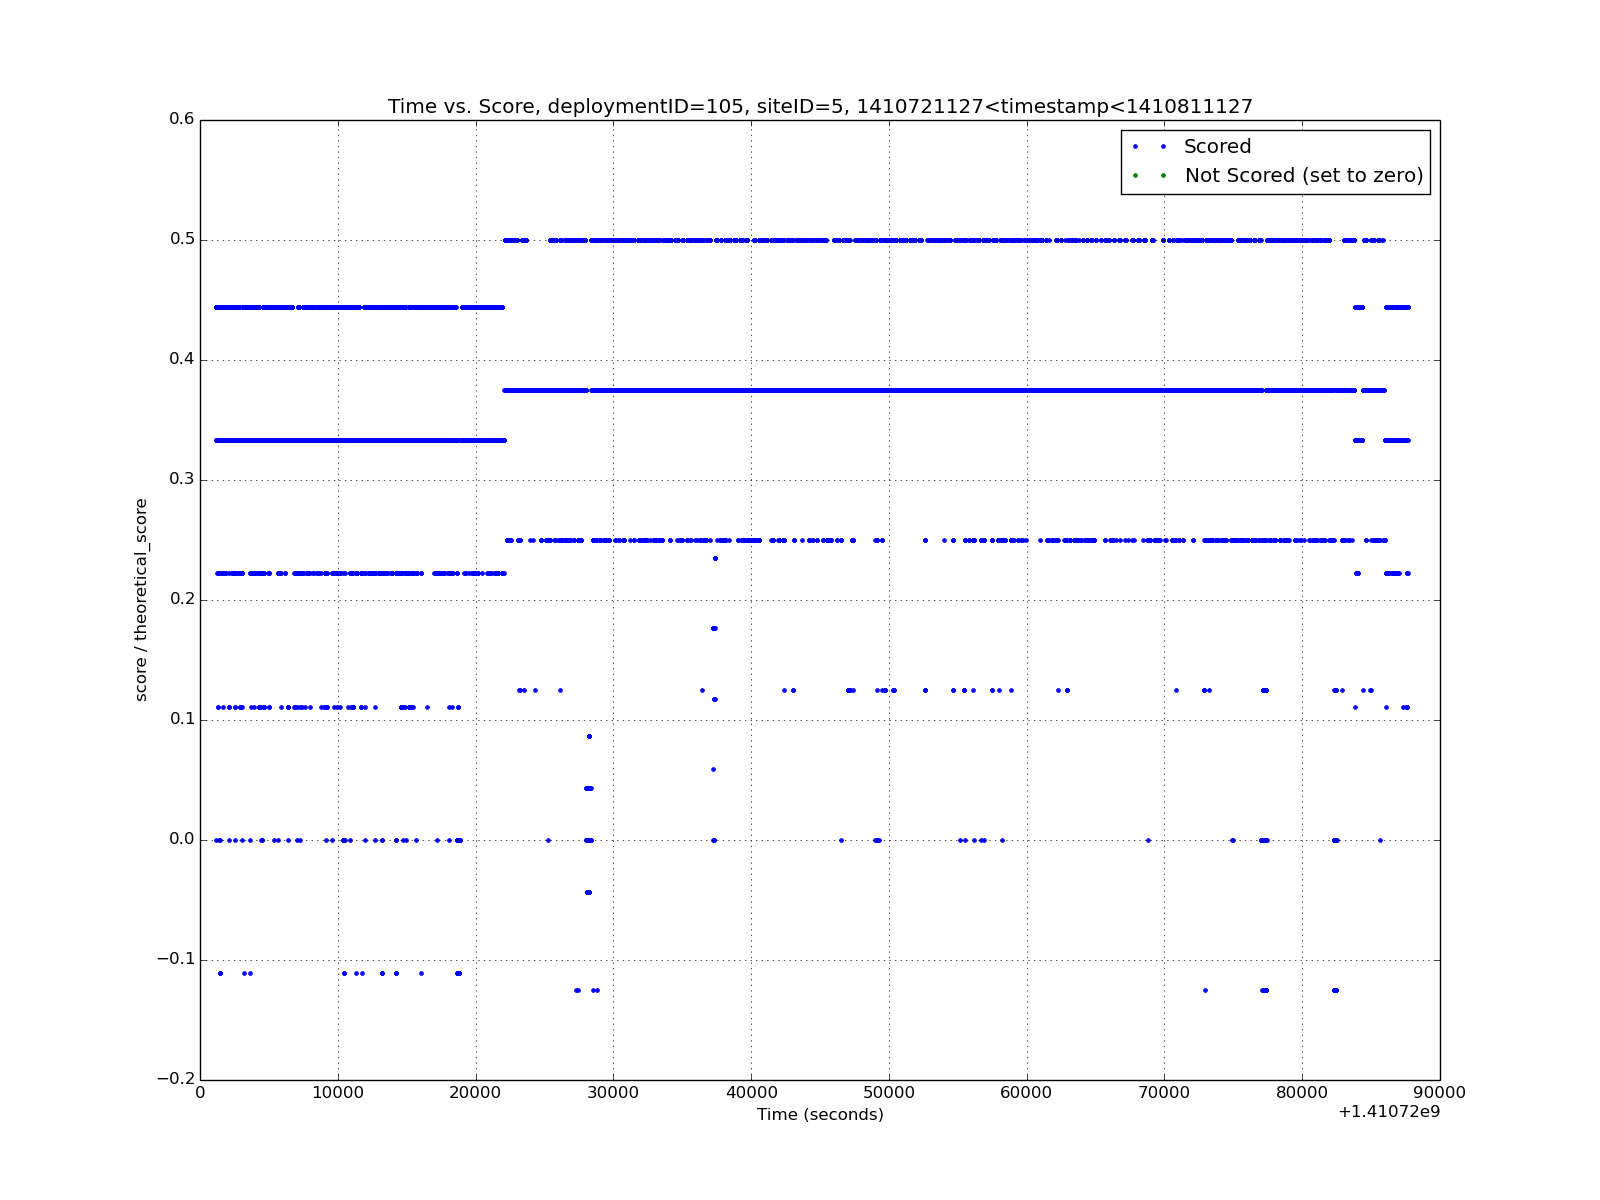 Time vs. Score, deploymentID=105, siteID=5, 1410721127<timestamp<1410811127
Scored
Not Scored (set to zero)
score / theoretical_score
0.6
0.5
0.4
0.3
0.2
0.1
0.0
−0.1
−0.2
0 10000 20000 30000 40000 50000 60000 70000 80000 90000
Time (seconds)
+1.41072e9